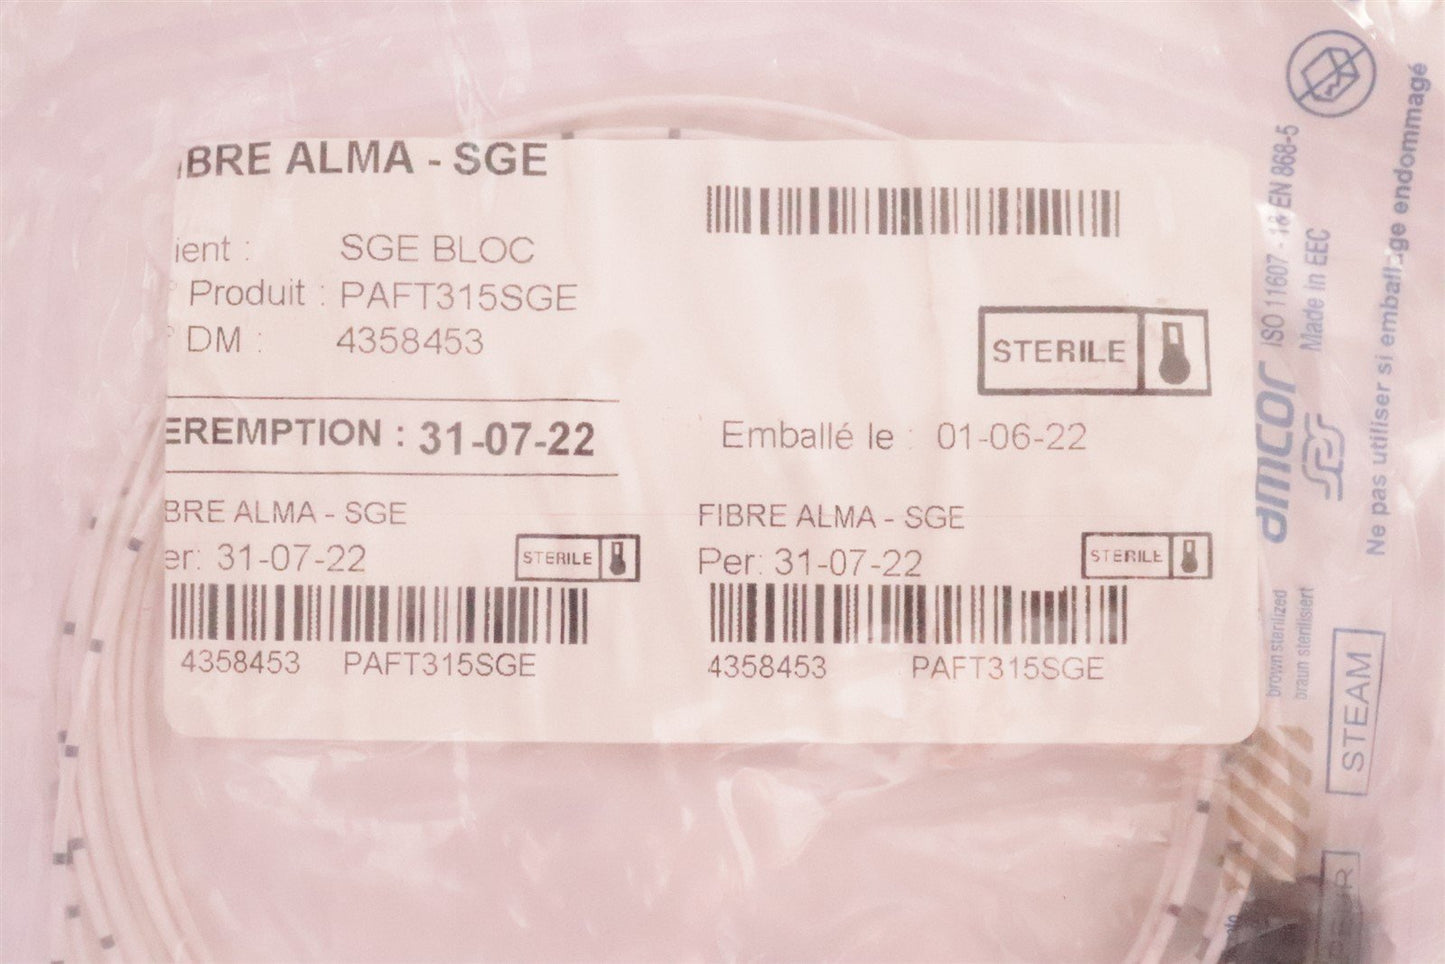 IBRE ALMA - SGE
ient : SGE BLOC
° Produit : PAFT315SGE
° DM : 4358453
STERILE
EREMPTION : 31-07-22
Emballé le : 01-06-22
BRE ALMA - SGE
er: 31-07-22
STERILE
4358453 PAFT315SGE
FIBRE ALMA - SGE
Per: 31-07-22
STERILE
4358453 PAFT315SGE
amcor
SPS
ISO 11607 - 1& EN 868-5
Made in EEC
Ne pas utiliser si emballage endommagé
brown sterilized
braun sterilisiert
STEAM